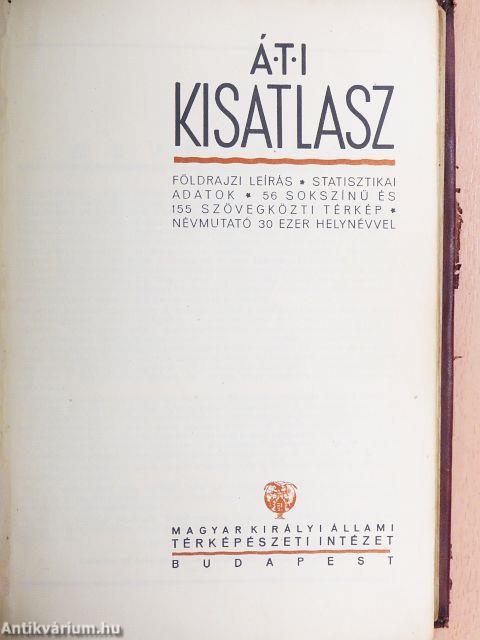 Á·T·I
KISATLASZ
FÖLDRAJZI LEÍRÁS * STATISZTIKAI
ADATOK * 56 SOKSZÍNŰ ÉS
155 SZÖVEGKÖZTI TÉRKÉP *
NÉVMUTATÓ 30 EZER HELYNÉVVEL
MAGYAR KIRÁLYI ÁLLAMI
TÉRKÉPÉSZETI INTÉZET
BUDAPEST
Antikvárium.hu